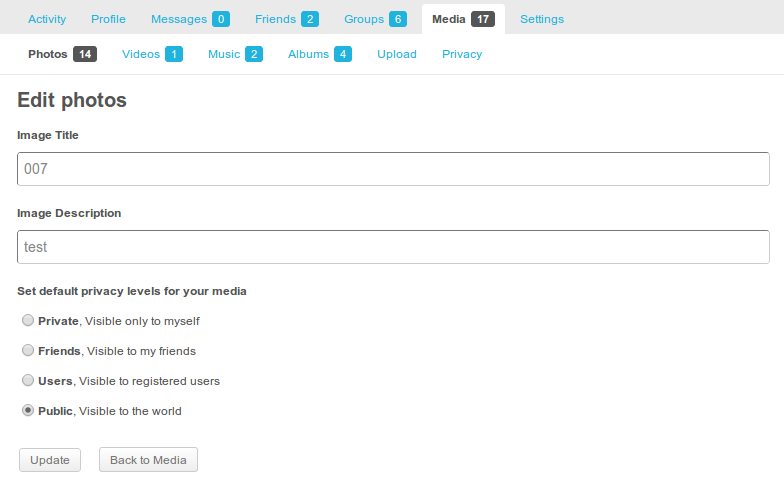 Activity Profile Messages 0 Friends 2 Groups 6 Media 17 Settings
Photos 14 Videos 1 Music 2 Albums 4 Upload Privacy
Edit photos
Image Title
007
Image Description
test
Set default privacy levels for your media
Private, Visible only to myself
Friends, Visible to my friends
Users, Visible to registered users
Public, Visible to the world
Update Back to Media